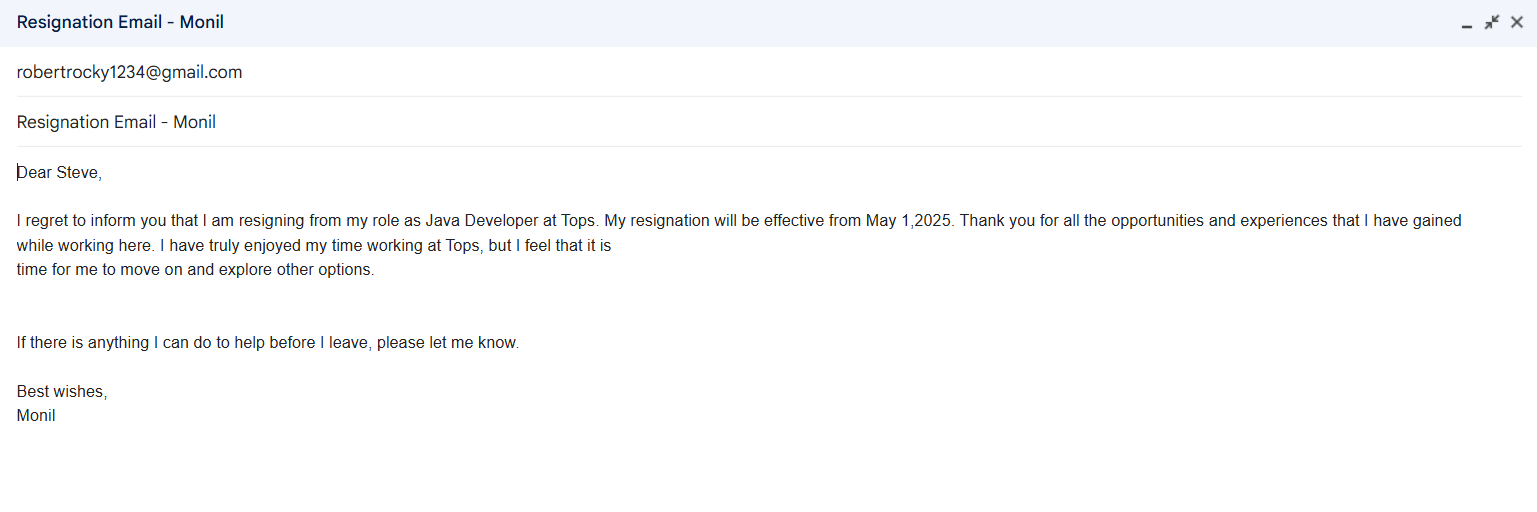 Resignation Email - Monil
robertrocky1234@gmail.com
Resignation Email - Monil
Dear Steve,
I regret to inform you that I am resigning from my role as Java Developer at Tops. My resignation will be effective from May 1,2025. Thank you for all the opportunities and experiences that I have gained
while working here. I have truly enjoyed my time working at Tops, but I feel that it is
time for me to move on and explore other options.
If there is anything I can do to help before I leave, please let me know.
Best wishes,
Monil